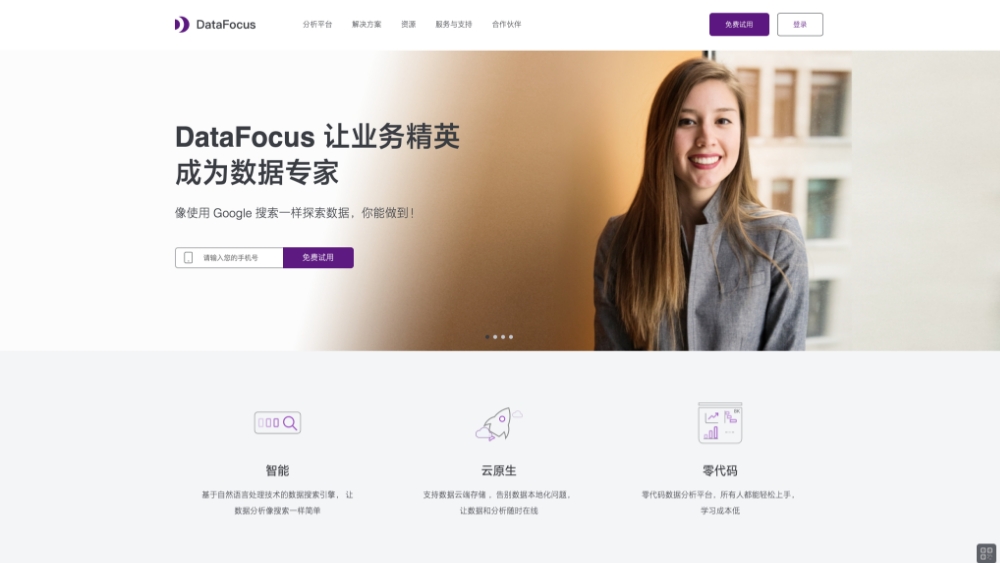 DataFocus
分析平台 解决方案 资源 服务与支持 合作伙伴
免费试用 登录
DataFocus 让业务精英
成为数据专家
像使用 Google 搜索一样探索数据，你能做到！
请输入您的手机号 免费试用
智能
基于自然语言处理技术的数据搜索引擎， 让
数据分析像搜索一样简单
云原生
支持数据云端存储 ，告别数据本地化问题，
让数据和分析随时在线
零代码
零代码数据分析平台，所有人都能轻松上手，
学习成本低